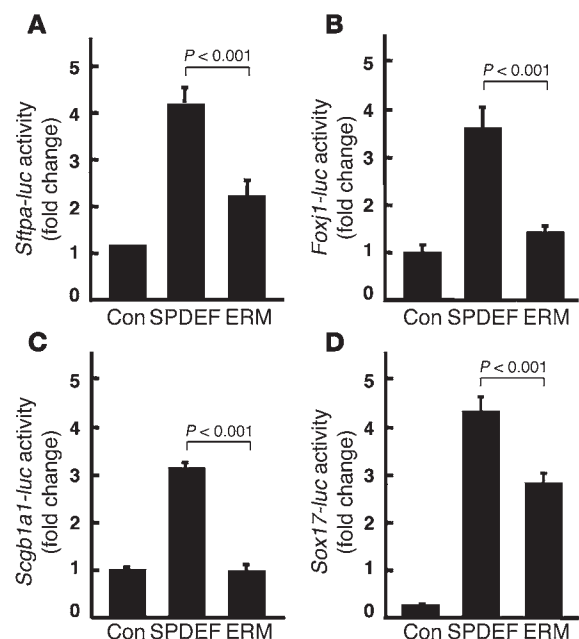 A
Sftpa-luc activity
(fold change)
5
4
3
2
1
0
P < 0.001
Con SPDEF ERM
B
Foxj1-luc activity
(fold change)
5
4
3
2
1
0
P < 0.001
Con SPDEF ERM
C
Scgb1a1-luc activity
(fold change)
5
4
3
2
1
0
P < 0.001
Con SPDEF ERM
D
Sox17-luc activity
(fold change)
5
4
3
2
1
0
P < 0.001
Con SPDEF ERM